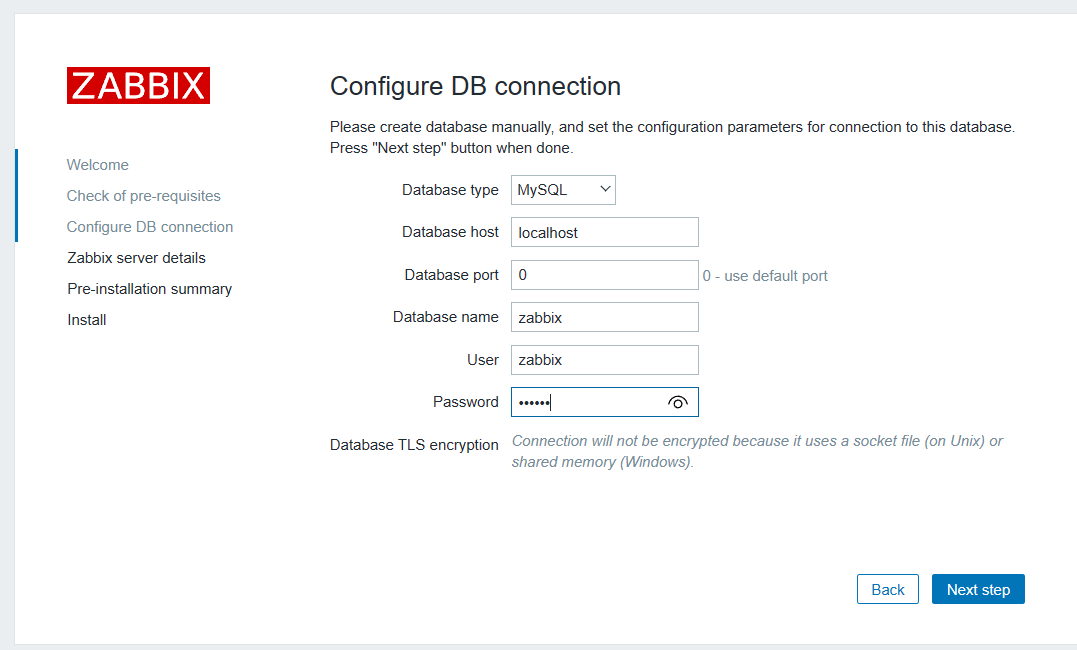 ZABBIX
Welcome
Check of pre-requisites
Configure DB connection
Zabbix server details
Pre-installation summary
Install
Configure DB connection
Please create database manually, and set the configuration parameters for connection to this database.
Press "Next step" button when done.
Database type MySQL
Database host localhost
Database port 0 0 - use default port
Database name zabbix
User zabbix
Password ••••••
Database TLS encryption Connection will not be encrypted because it uses a socket file (on Unix) or
shared memory (Windows).
Back Next step